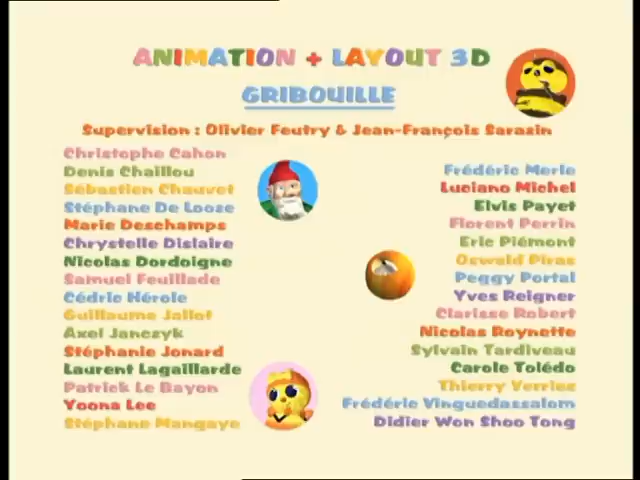 ANIMATION + LAYOUT 3D
GRIBOUILLE
Supervision : Olivier Feutry & Jean-François Sarazin
Christophe Cahon
Denis Chaillou
Sébastien Chauvet
Stéphane De Looze
Marie Deschamps
Chrystelle Dislaire
Nicolas Dordoigne
Samuel Feuillade
Cédric Hérole
Guillaume Jallot
Axel Janczyk
Stéphanie Jonard
Laurent Lagaillarde
Patrick Le Bayon
Yoona Lee
Stéphane Mangaye
Frédéric Merle
Luciano Michel
Elvis Payet
Florent Perrin
Eric Piémont
Oswald Piras
Peggy Portal
Yves Reigner
Clarisse Robert
Nicolas Roynette
Sylvain Tardiveau
Carole Tolédo
Thierry Verries
Frédéric Vinguedassalom
Didier Won Shoo Tong